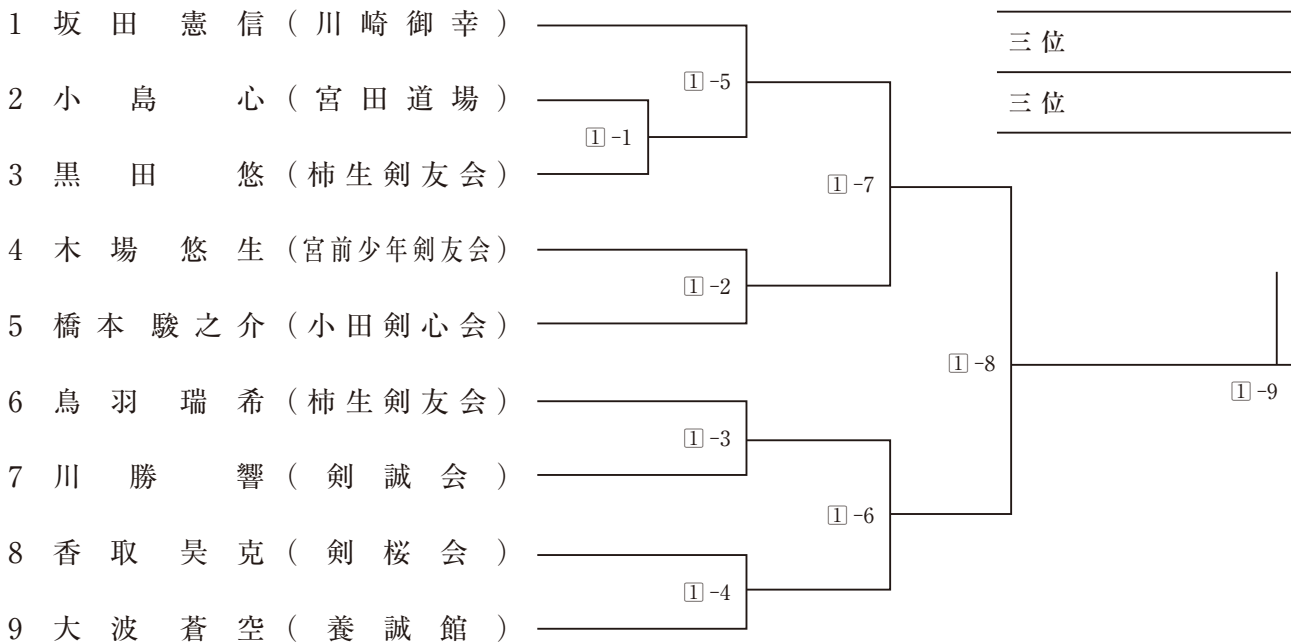 1 坂田憲信(川崎御幸)
2 小島心(宮田道場)
3 黒田悠(柿生剣友会)
4 木場悠生(宮前少年剣友会)
5 橋本駿之介(小田剣心会)
6 鳥羽瑞希(柿生剣友会)
7 川勝響(剣誠会)
8 香取昊克(剣桜会)
9 大波蒼空(養誠館)
1-1
1-5
1-2
1-7
1-3
1-4
1-6
1-8
1-9
三位
三位